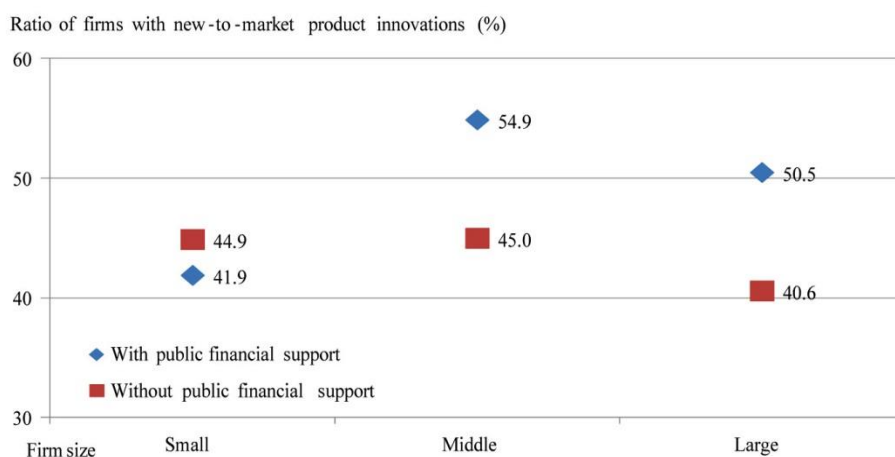 Ratio of firms with new-to-market product innovations (%)
60
54.9
50
50.5
44.9
45.0
41.9
40
40.6
With public financial support
Without public financial support
30
Firm size
Small
Middle
Large